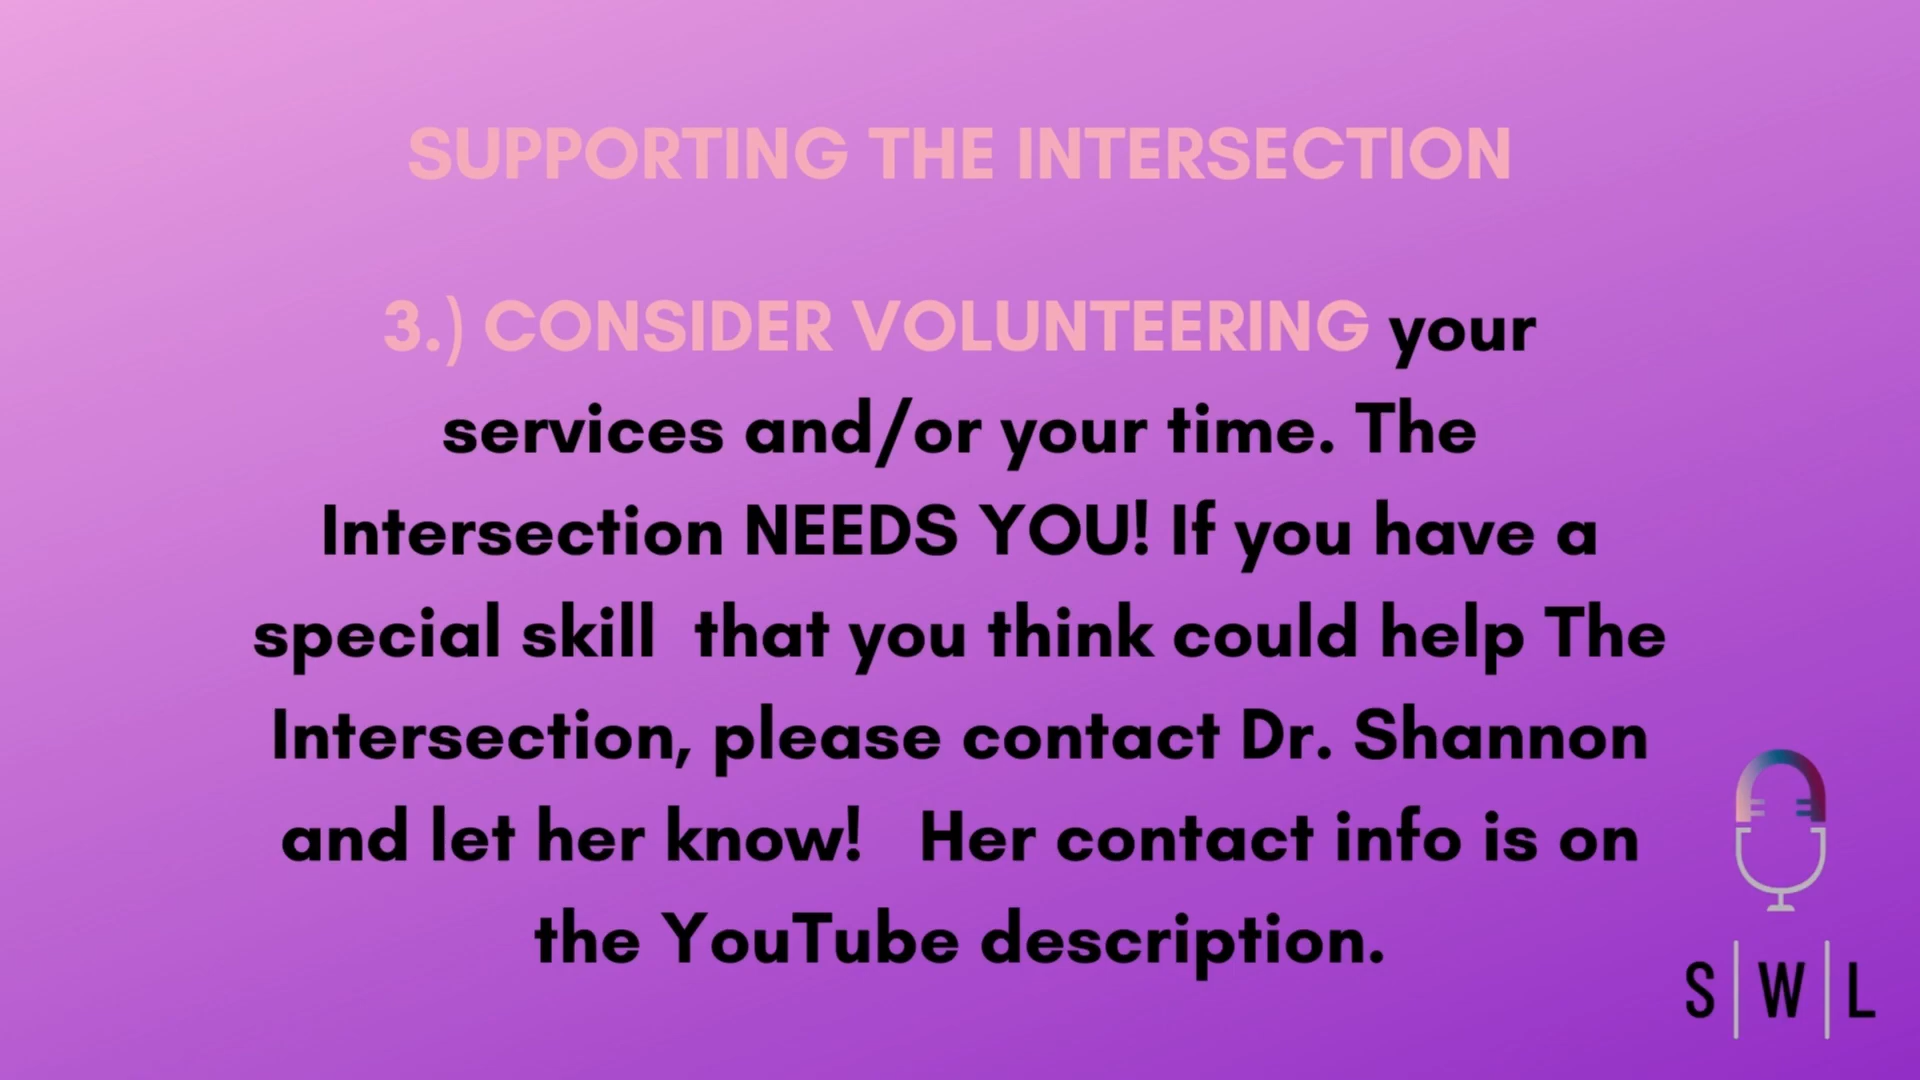 SUPPORTING THE INTERSECTION
3.) CONSIDER VOLUNTEERING your
services and/or your time. The
Intersection NEEDS YOU! If you have a
special skill  that you think could help The
Intersection, please contact Dr. Shannon
and let her know!   Her contact info is on
the YouTube description.
S|W|L